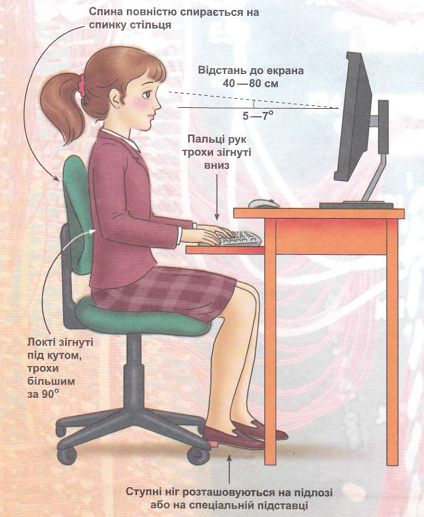 Спина повністю спирається на
спинку стільця
Відстань до екрана
40—80 см
5—7°
Пальці рук
трохи зігнуті
вниз
Лікті зігнуті
під кутом,
трохи
більшим
за 90°
Ступні ніг розташовуються на підлозі
або на спеціальній підставці